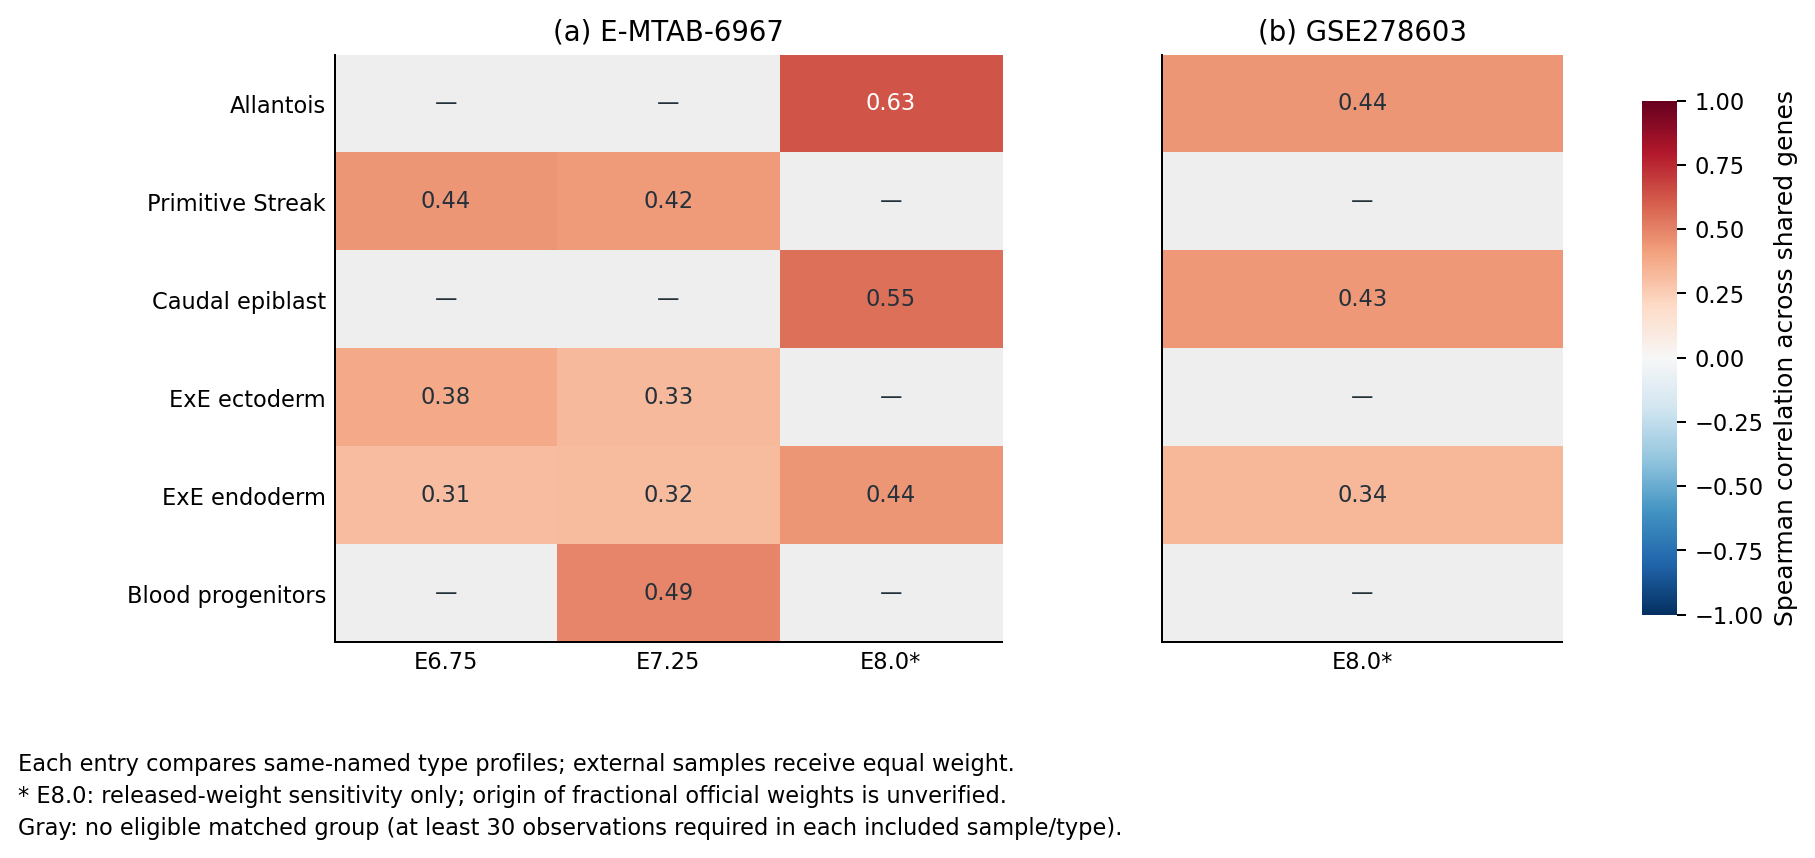 (a) E-MTAB-6967
(b) GSE278603
Allantois — — 0.63 0.44
Primitive Streak 0.44 0.42 — —
Caudal epiblast — — 0.55 0.43
ExE ectoderm 0.38 0.33 — —
ExE endoderm 0.31 0.32 0.44 0.34
Blood progenitors — 0.49 — —
E6.75 E7.25 E8.0*
E8.0*
1.00
0.75
0.50
0.25
0.00
−0.25
−0.50
−0.75
−1.00
Spearman correlation across shared genes
Each entry compares same-named type profiles; external samples receive equal weight.
* E8.0: released-weight sensitivity only; origin of fractional official weights is unverified.
Gray: no eligible matched group (at least 30 observations required in each included sample/type).